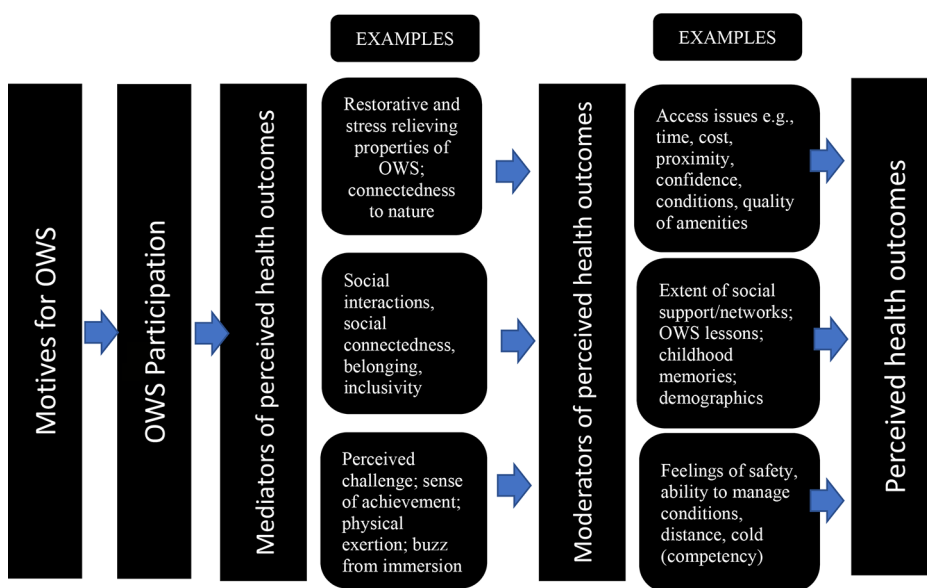 Motives for OWS
OWS Participation
Mediators of perceived health outcomes
EXAMPLES
Restorative and
stress relieving
properties of
OWS;
connectedness
to nature
Social
interactions,
social
connectedness,
belonging,
inclusivity
Perceived
challenge; sense
of achievement;
physical
exertion; buzz
from immersion
Moderators of perceived health outcomes
EXAMPLES
Access issues e.g.,
time, cost,
proximity,
confidence,
conditions, quality
of amenities
Extent of social
support/networks;
OWS lessons;
childhood
memories;
demographics
Feelings of safety,
ability to manage
conditions,
distance, cold
(competency)
Perceived health outcomes